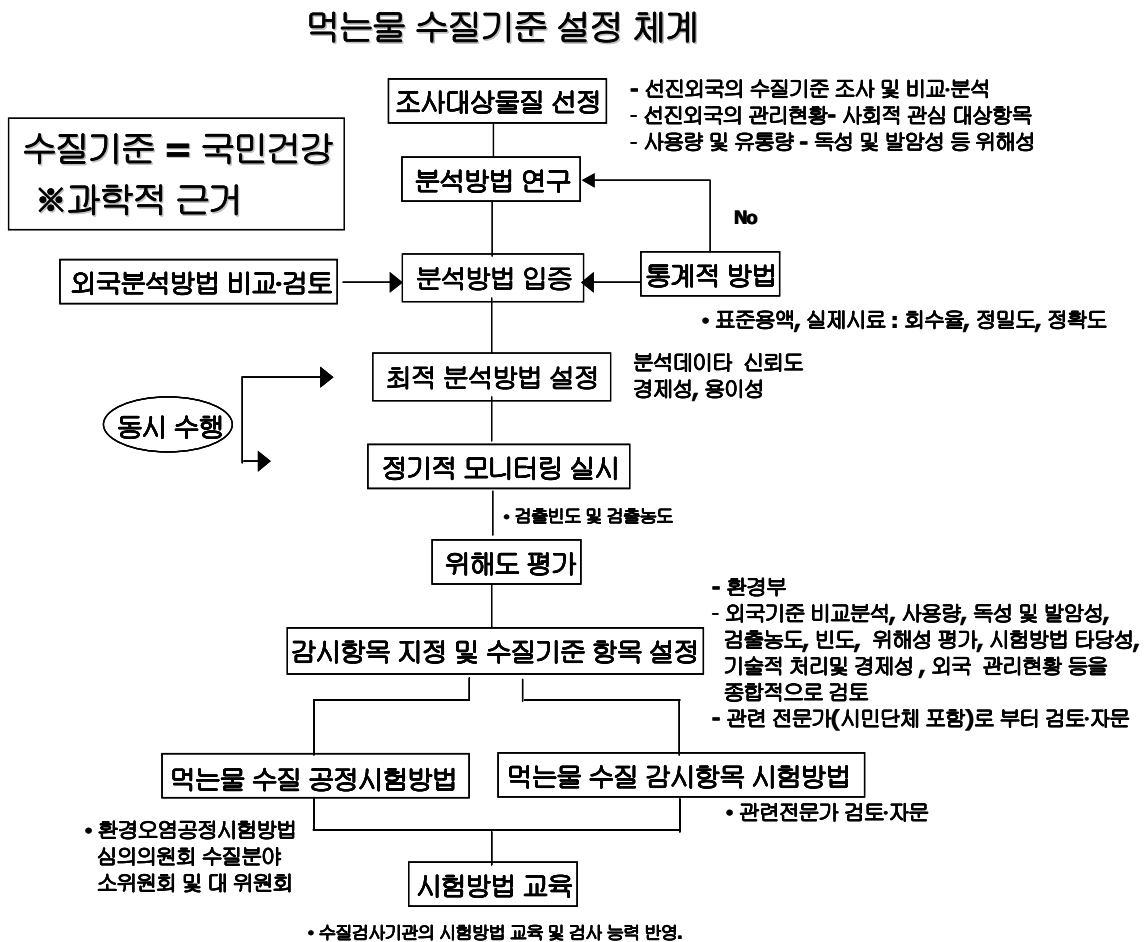 먹는물 수질기준 설정 체계
조사대상물질 선정
- 선진외국의 수질기준 조사 및 비교·분석
- 선진외국의 관리현황- 사회적 관심 대상항목
- 사용량 및 유통량 - 독성 및 발암성 등 위해성
수질기준 = 국민건강
※과학적 근거
분석방법 연구
No
외국분석방법 비교·검토
분석방법 입증
통계적 방법
• 표준용액, 실제시료 : 회수율, 정밀도, 정확도
최적 분석방법 설정
분석데이타 신뢰도
경제성, 용이성
동시 수행
정기적 모니터링 실시
• 검출빈도 및 검출농도
위해도 평가
- 환경부
- 외국기준 비교분석, 사용량, 독성 및 발암성,
검출농도, 빈도, 위해성 평가, 시험방법 타당성,
기술적 처리및 경제성 , 외국 관리현황 등을
종합적으로 검토
- 관련 전문가(시민단체 포함)로 부터 검토·자문
감시항목 지정 및 수질기준 항목 설정
먹는물 수질 공정시험방법
먹는물 수질 감시항목 시험방법
• 관련전문가 검토·자문
• 환경오염공정시험방법
심의의원회 수질분야
소위원회 및 대 위원회
시험방법 교육
• 수질검사기관의 시험방법 교육 및 검사 능력 반영.